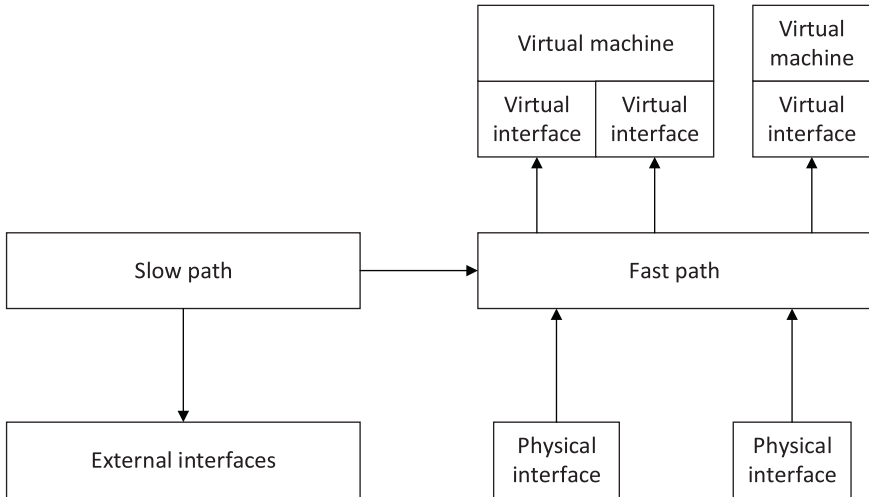 Virtual machine
Virtual
machine
Virtual
interface
Virtual
interface
Virtual
interface
Slow path
Fast path
External interfaces
Physical
interface
Physical
interface